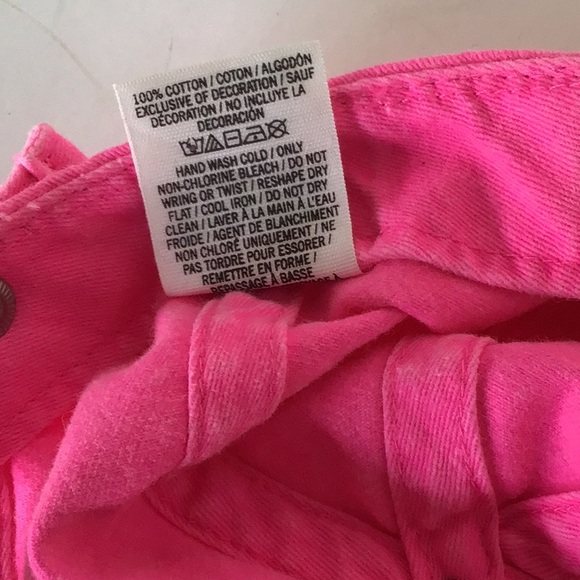 100% COTTON / COTON / ALGODÓN
EXCLUSIVE OF DECORATION / SAUF
DÉCORATION / NO INCLUYE LA
DECORACIÓN
HAND WASH COLD / ONLY
NON-CHLORINE BLEACH / DO NOT
WRING OR TWIST / RESHAPE DRY
FLAT / COOL IRON / DO NOT DRY
CLEAN / LAVER À LA MAIN À L'EAU
FROIDE / AGENT DE BLANCHIMENT
NON CHLORÉ UNIQUEMENT / NE
PAS TORDRE POUR ESSORER /
REMETTRE EN FORME /
REPASSAGE À BASSE